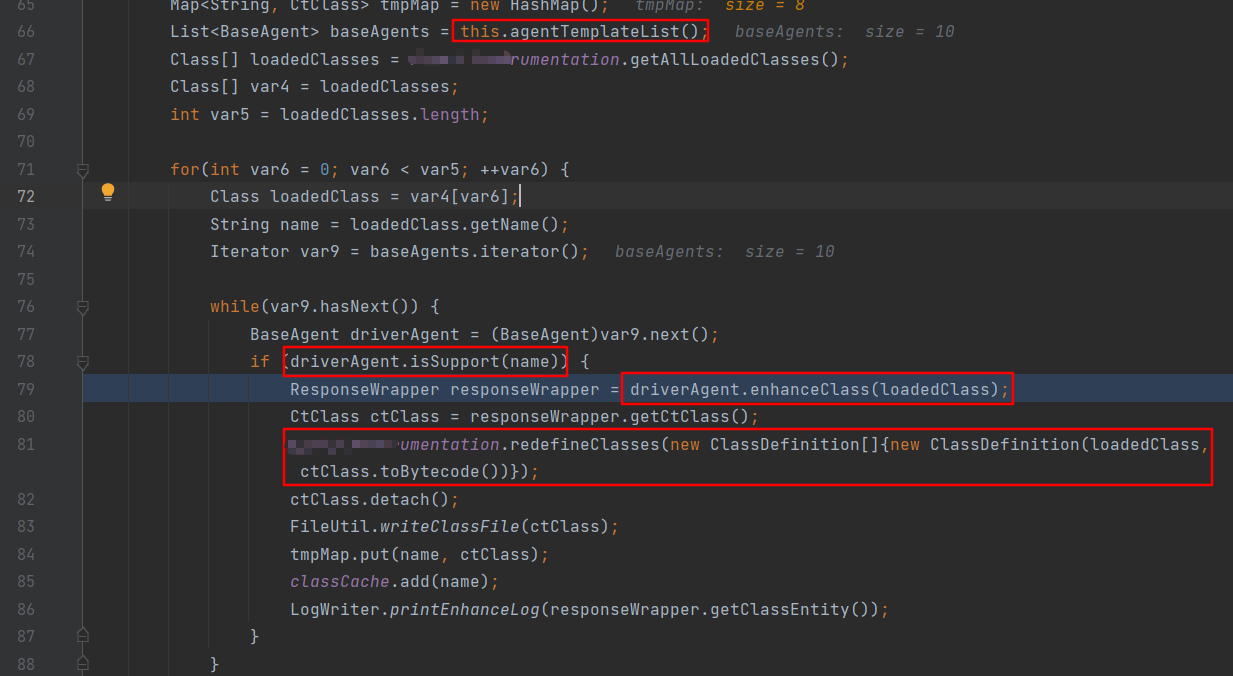 65 Map<String, CtClass> tmpMap = new HashMap(); tmpMap: size = 8
66 List<BaseAgent> baseAgents = this.agentTemplateList(); baseAgents: size = 10
67 Class[] loadedClasses = rumentation.getAllLoadedClasses();
68 Class[] var4 = loadedClasses;
69 int var5 = loadedClasses.length;
70
71 for(int var6 = 0; var6 < var5; ++var6) {
72 Class loadedClass = var4[var6];
73 String name = loadedClass.getName();
74 Iterator var9 = baseAgents.iterator(); baseAgents: size = 10
75
76 while(var9.hasNext()) {
77 BaseAgent driverAgent = (BaseAgent)var9.next();
78 if (driverAgent.isSupport(name)) {
79 ResponseWrapper responseWrapper = driverAgent.enhanceClass(loadedClass);
80 CtClass ctClass = responseWrapper.getCtClass();
81 umentation.redefineClasses(new ClassDefinition[]{new ClassDefinition(loadedClass,
ctClass.toBytecode())});
82 ctClass.detach();
83 FileUtil.writeClassFile(ctClass);
84 tmpMap.put(name, ctClass);
85 classCache.add(name);
86 LogWriter.printEnhanceLog(responseWrapper.getClassEntity());
87 }
88 }